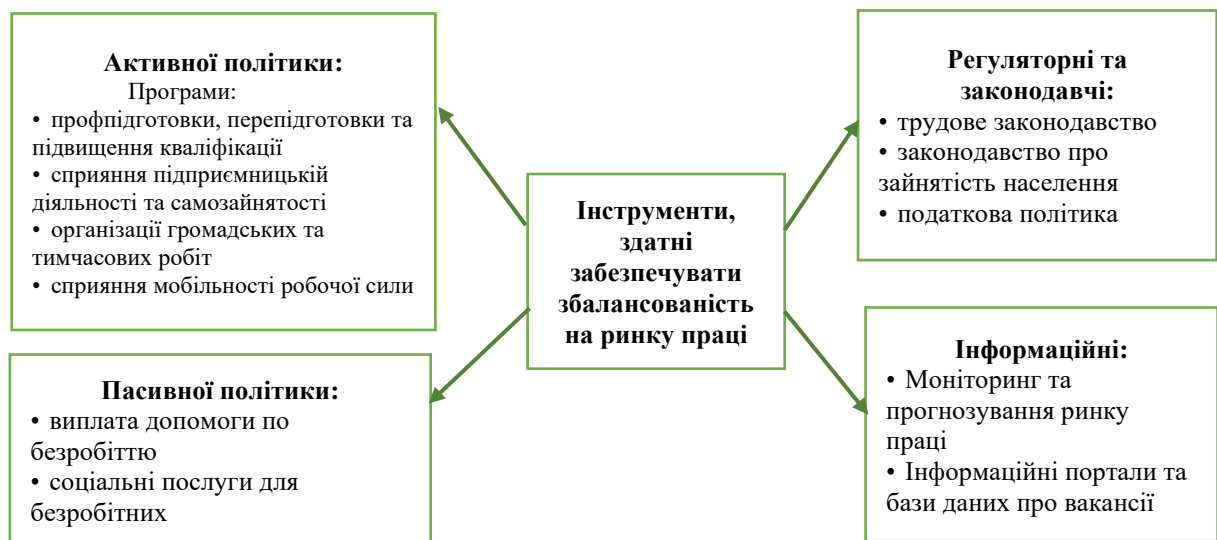 Активної політики:
Програми:
• профпідготовки, перепідготовки та
підвищення кваліфікації
• сприяння підприємницькій
діяльності та самозайнятості
• організації громадських та
тимчасових робіт
• сприяння мобільності робочої сили
Пасивної політики:
• виплата допомоги по
безробіттю
• соціальні послуги для
безробітних
Інструменти,
здатні
забезпечувати
збалансованість
на ринку праці
Регуляторні та
законодавчі:
• трудове законодавство
• законодавство про
зайнятість населення
• податкова політика
Інформаційні:
• Моніторинг та
прогнозування ринку
праці
• Інформаційні портали та
бази даних про вакансії